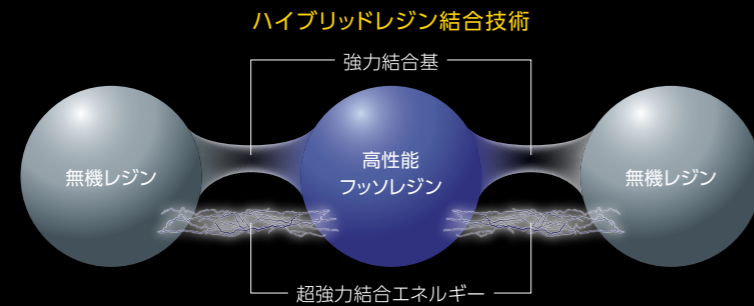 ハイブリッドレジン結合技術
強力結合基
無機レジン
高性能
フッソレジン
無機レジン
超強力結合エネルギー